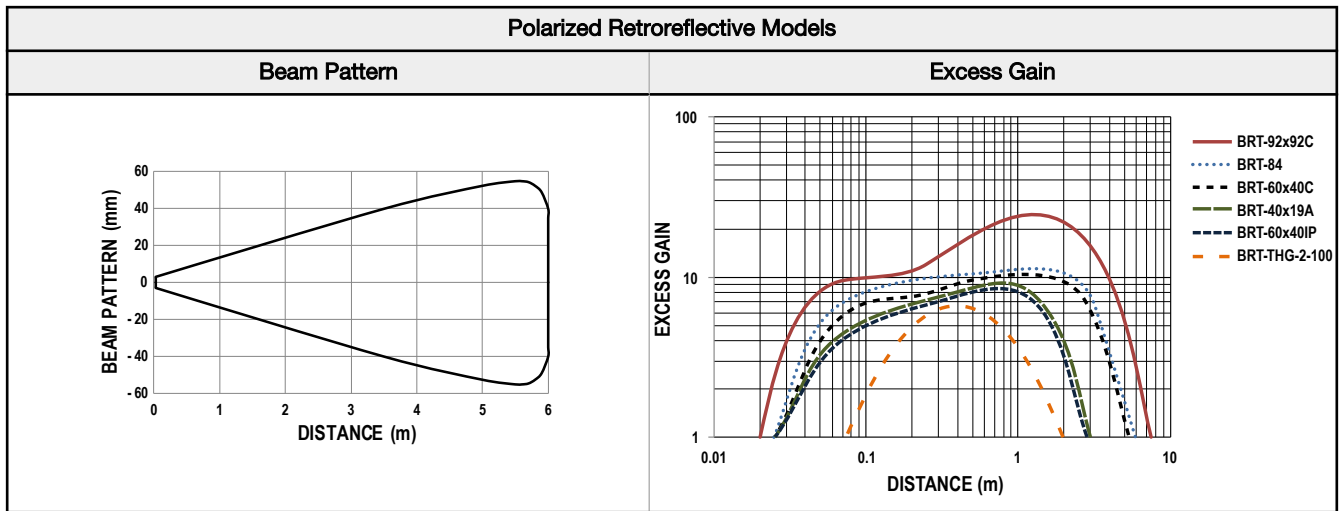 Polarized Retroreflective Models
Beam Pattern
Excess Gain
BEAM PATTERN (mm)
60
40
20
0
- 20
- 40
- 60
0 1 2 3 4 5 6
DISTANCE (m)
EXCESS GAIN
100
10
1
0.01 0.1 1 10
DISTANCE (m)
BRT-92x92C
BRT-84
BRT-60x40C
BRT-40x19A
BRT-60x40IP
BRT-THG-2-100